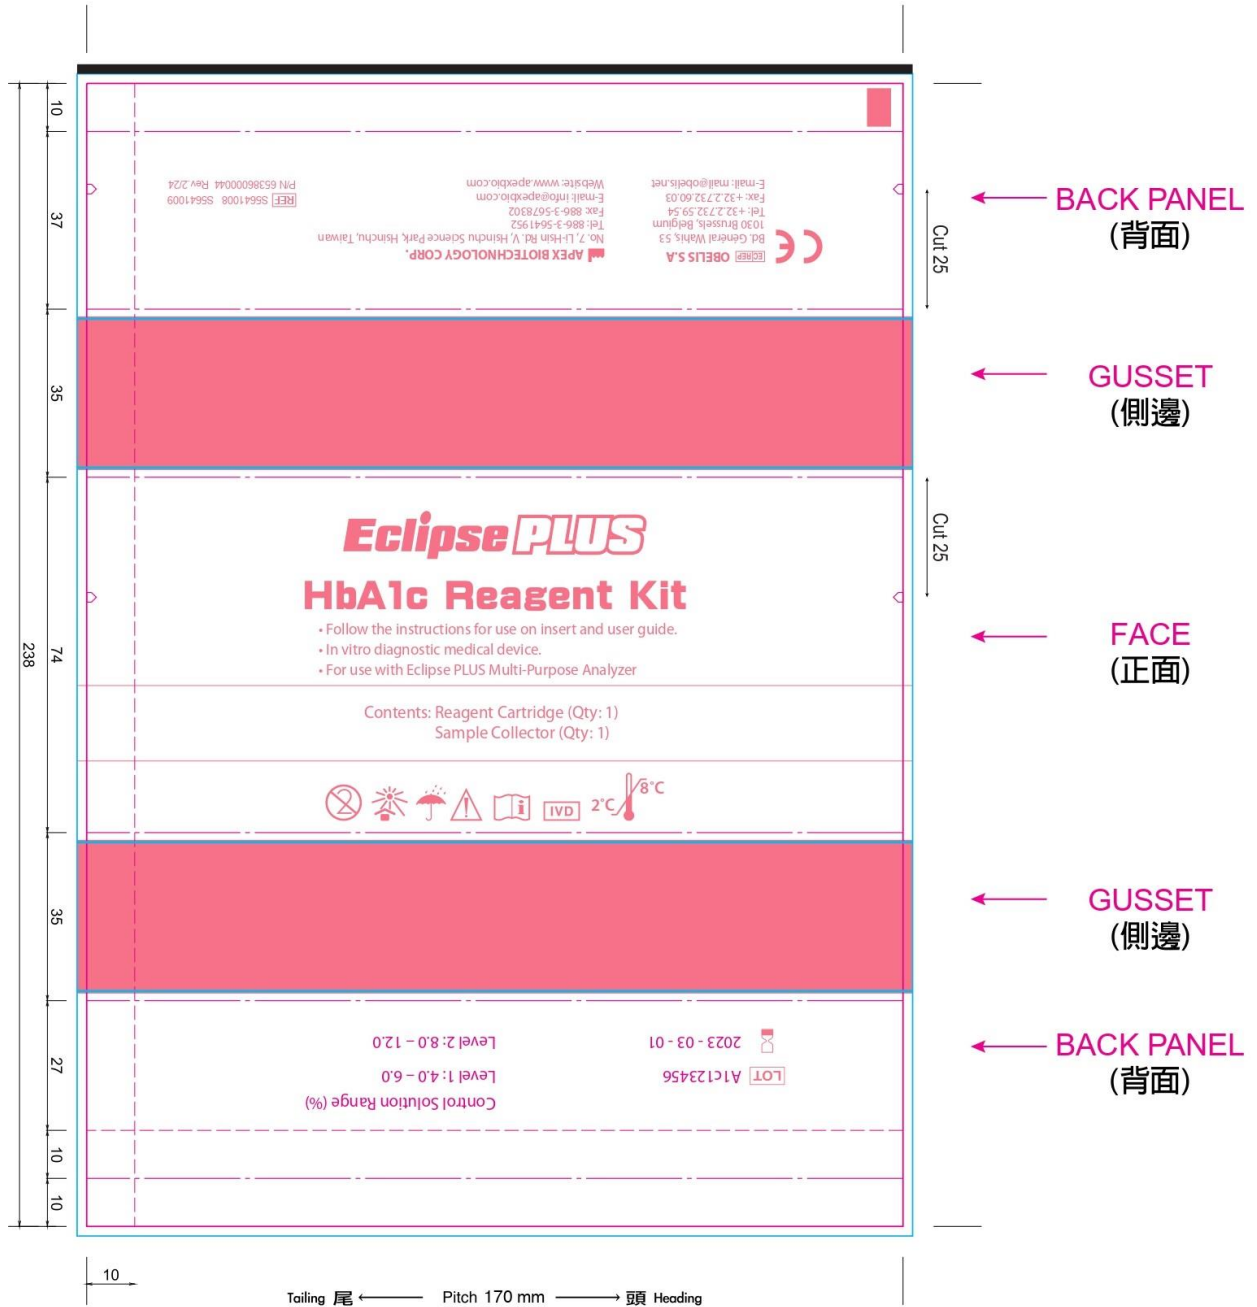 10
37
35
74
238
35
27
10
10
OBELIS S.A
Bd. Général Wahis, 53
1030 Brussels, Belgium
Tel: +32.2.732.59.54
Fax: +32.2.732.60.03
E-mail: mail@obelis.net
EC REP
CE
APEX BIOTECHNOLOGY CORP.
No. 7, Li-Hsin Rd. V, Hsinchu Science Park, Hsinchu, Taiwan
Tel: 886-3-5641952
Fax: 886-3-5678302
E-mail: info@apexbio.com
Website: www.apexbio.com
REF S5641008 S5641009
P/N 6538600044 Rev.2/24
Cut 25
BACK PANEL
(背面)
GUSSET
(側邊)
Eclipse PLUS
HbA1c Reagent Kit
• Follow the instructions for use on insert and user guide.
• In vitro diagnostic medical device.
• For use with Eclipse PLUS Multi-Purpose Analyzer
Contents: Reagent Cartridge (Qty: 1)
Sample Collector (Qty: 1)
2
i
IVD
2°C
8°C
Cut 25
FACE
(正面)
GUSSET
(側邊)
LOT A1c123456
2023 - 03 - 01
Control Solution Range (%)
Level 1: 4.0 – 6.0
Level 2: 8.0 – 12.0
BACK PANEL
(背面)
10
Tailing 尾 Pitch 170 mm 頭 Heading